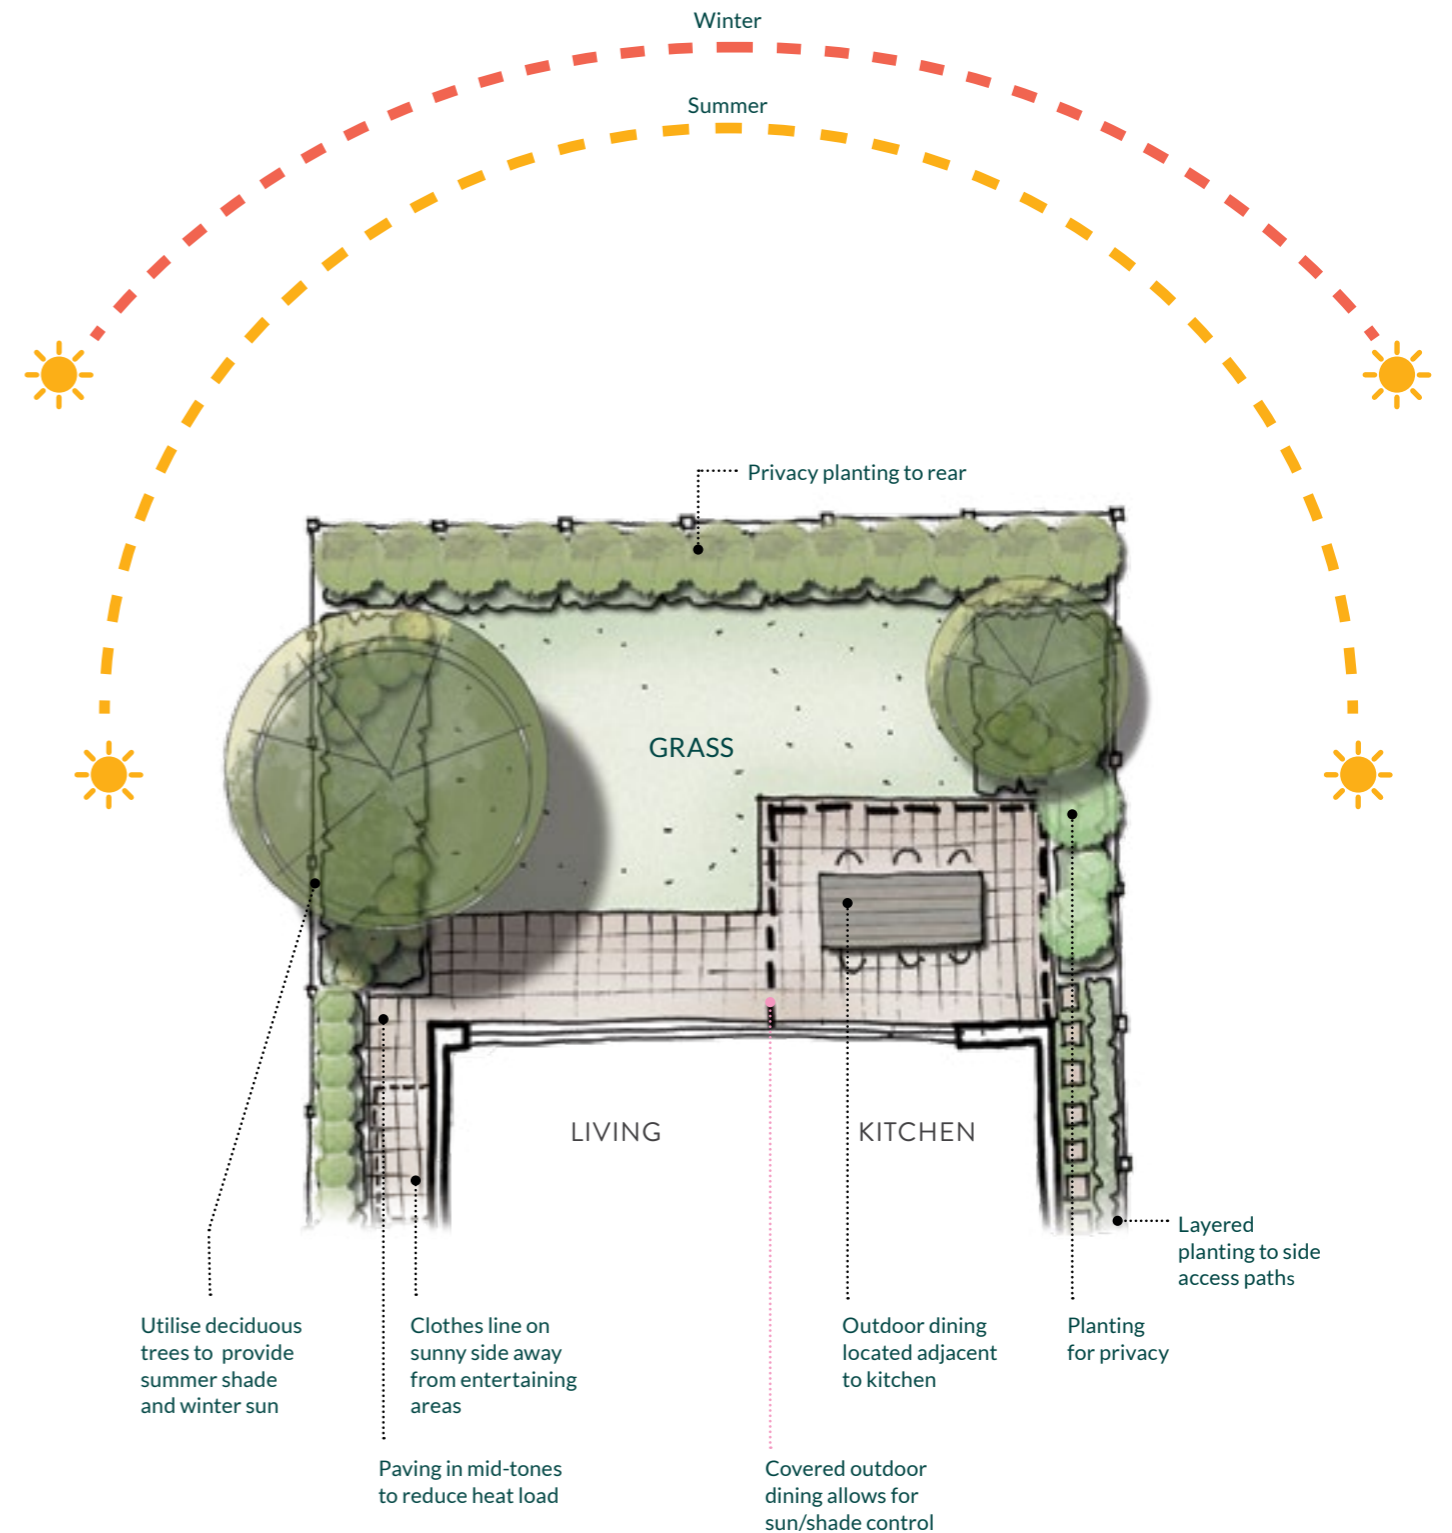 Winter
Summer
Privacy planting to rear
GRASS
LIVING
KITCHEN
Layered
planting to side
access paths
Utilise deciduous
trees to provide
summer shade
and winter sun
Clothes line on
sunny side away
from entertaining
areas
Outdoor dining
located adjacent
to kitchen
Planting
for privacy
Paving in mid-tones
to reduce heat load
Covered outdoor
dining allows for
sun/shade control